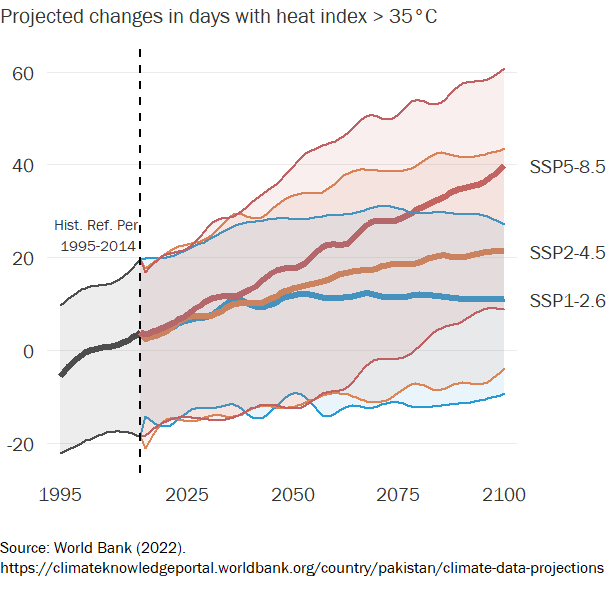 Projected changes in days with heat index > 35°C
60
40
20
0
-20
Hist. Ref. Per
1995-2014
SSP5-8.5
SSP2-4.5
SSP1-2.6
1995 2025 2050 2075 2100
Source: World Bank (2022).
https://climateknowledgeportal.worldbank.org/country/pakistan/climate-data-projections